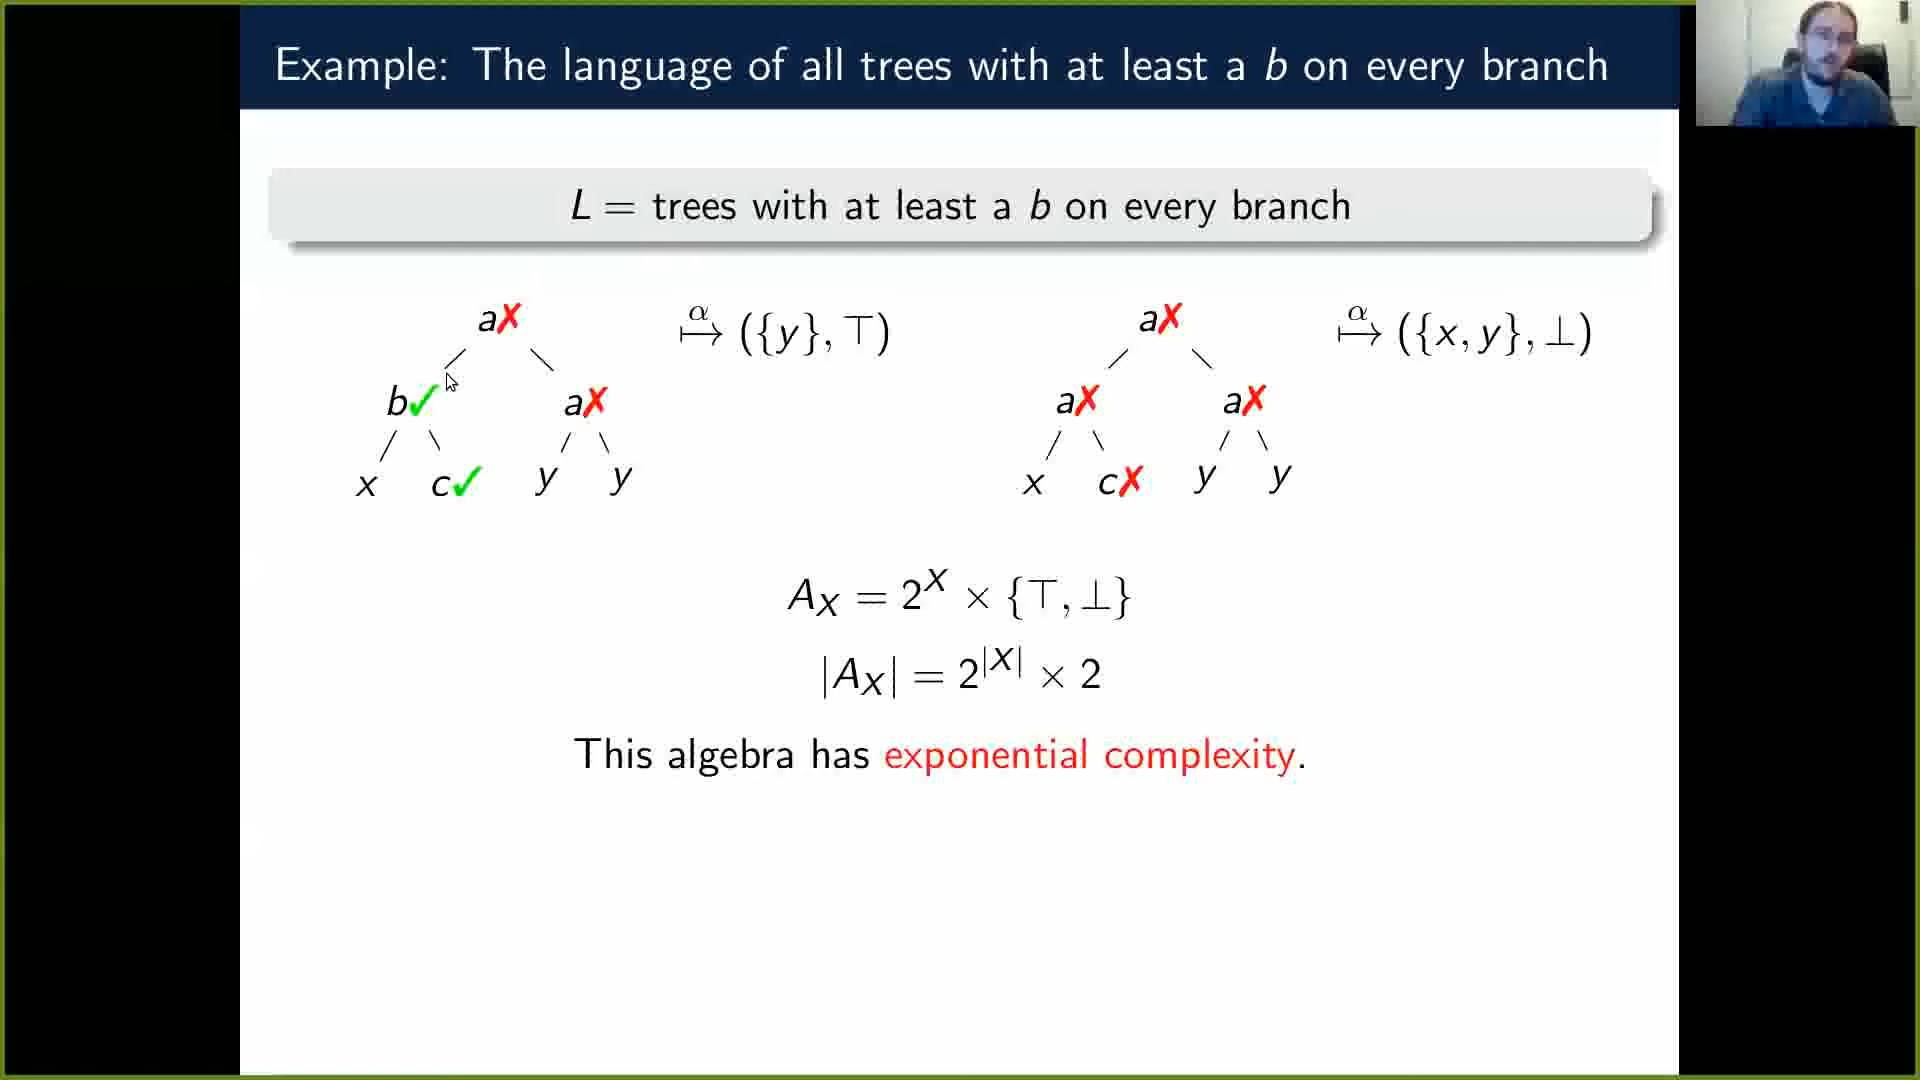 Example: The language of all trees with at least a b on every branch
L = trees with at least a b on every branch
a✗ α ↦ ({y}, ⊤) a✗ α ↦ ({x, y}, ⊥)
b✓ a✗ a✗ a✗
x c✓ y y x c✗ y y
A_X = 2^X × {⊤, ⊥}
|A_X| = 2^|X| × 2
This algebra has exponential complexity.